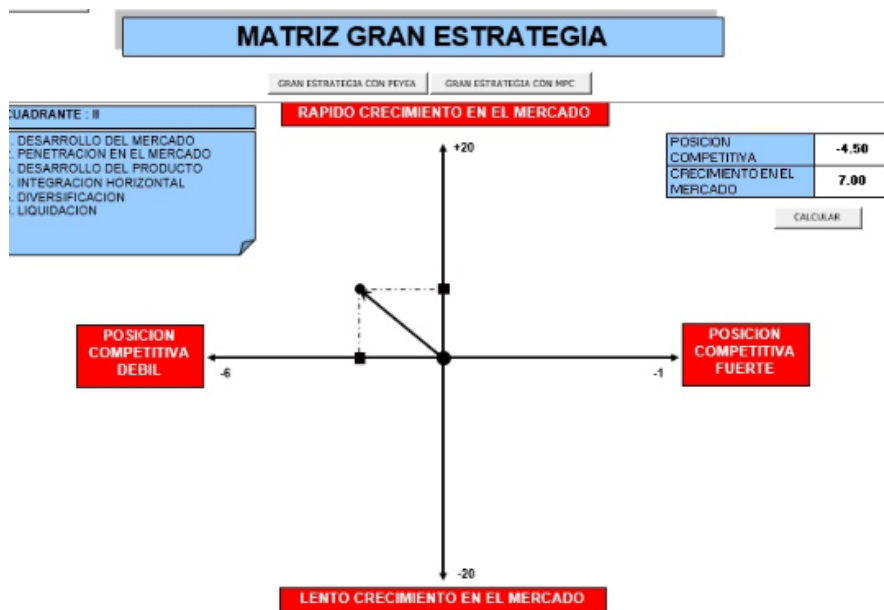 MATRIZ GRAN ESTRATEGIA
GRAN ESTRATEGIA CON PEYEA
GRAN ESTRATEGIA CON MPC
CUADRANTE : II
. DESARROLLO DEL MERCADO
. PENETRACION EN EL MERCADO
. DESARROLLO DEL PRODUCTO
. INTEGRACION HORIZONTAL
. DIVERSIFICACION
. LIQUIDACION
RAPIDO CRECIMIENTO EN EL MERCADO
+20
POSICION
COMPETITIVA
-4.50
CRECIMIENTO EN EL
MERCADO
7.00
CALCULAR
POSICION
COMPETITIVA
DEBIL
-6
-1
POSICION
COMPETITIVA
FUERTE
-20
LENTO CRECIMIENTO EN EL MERCADO